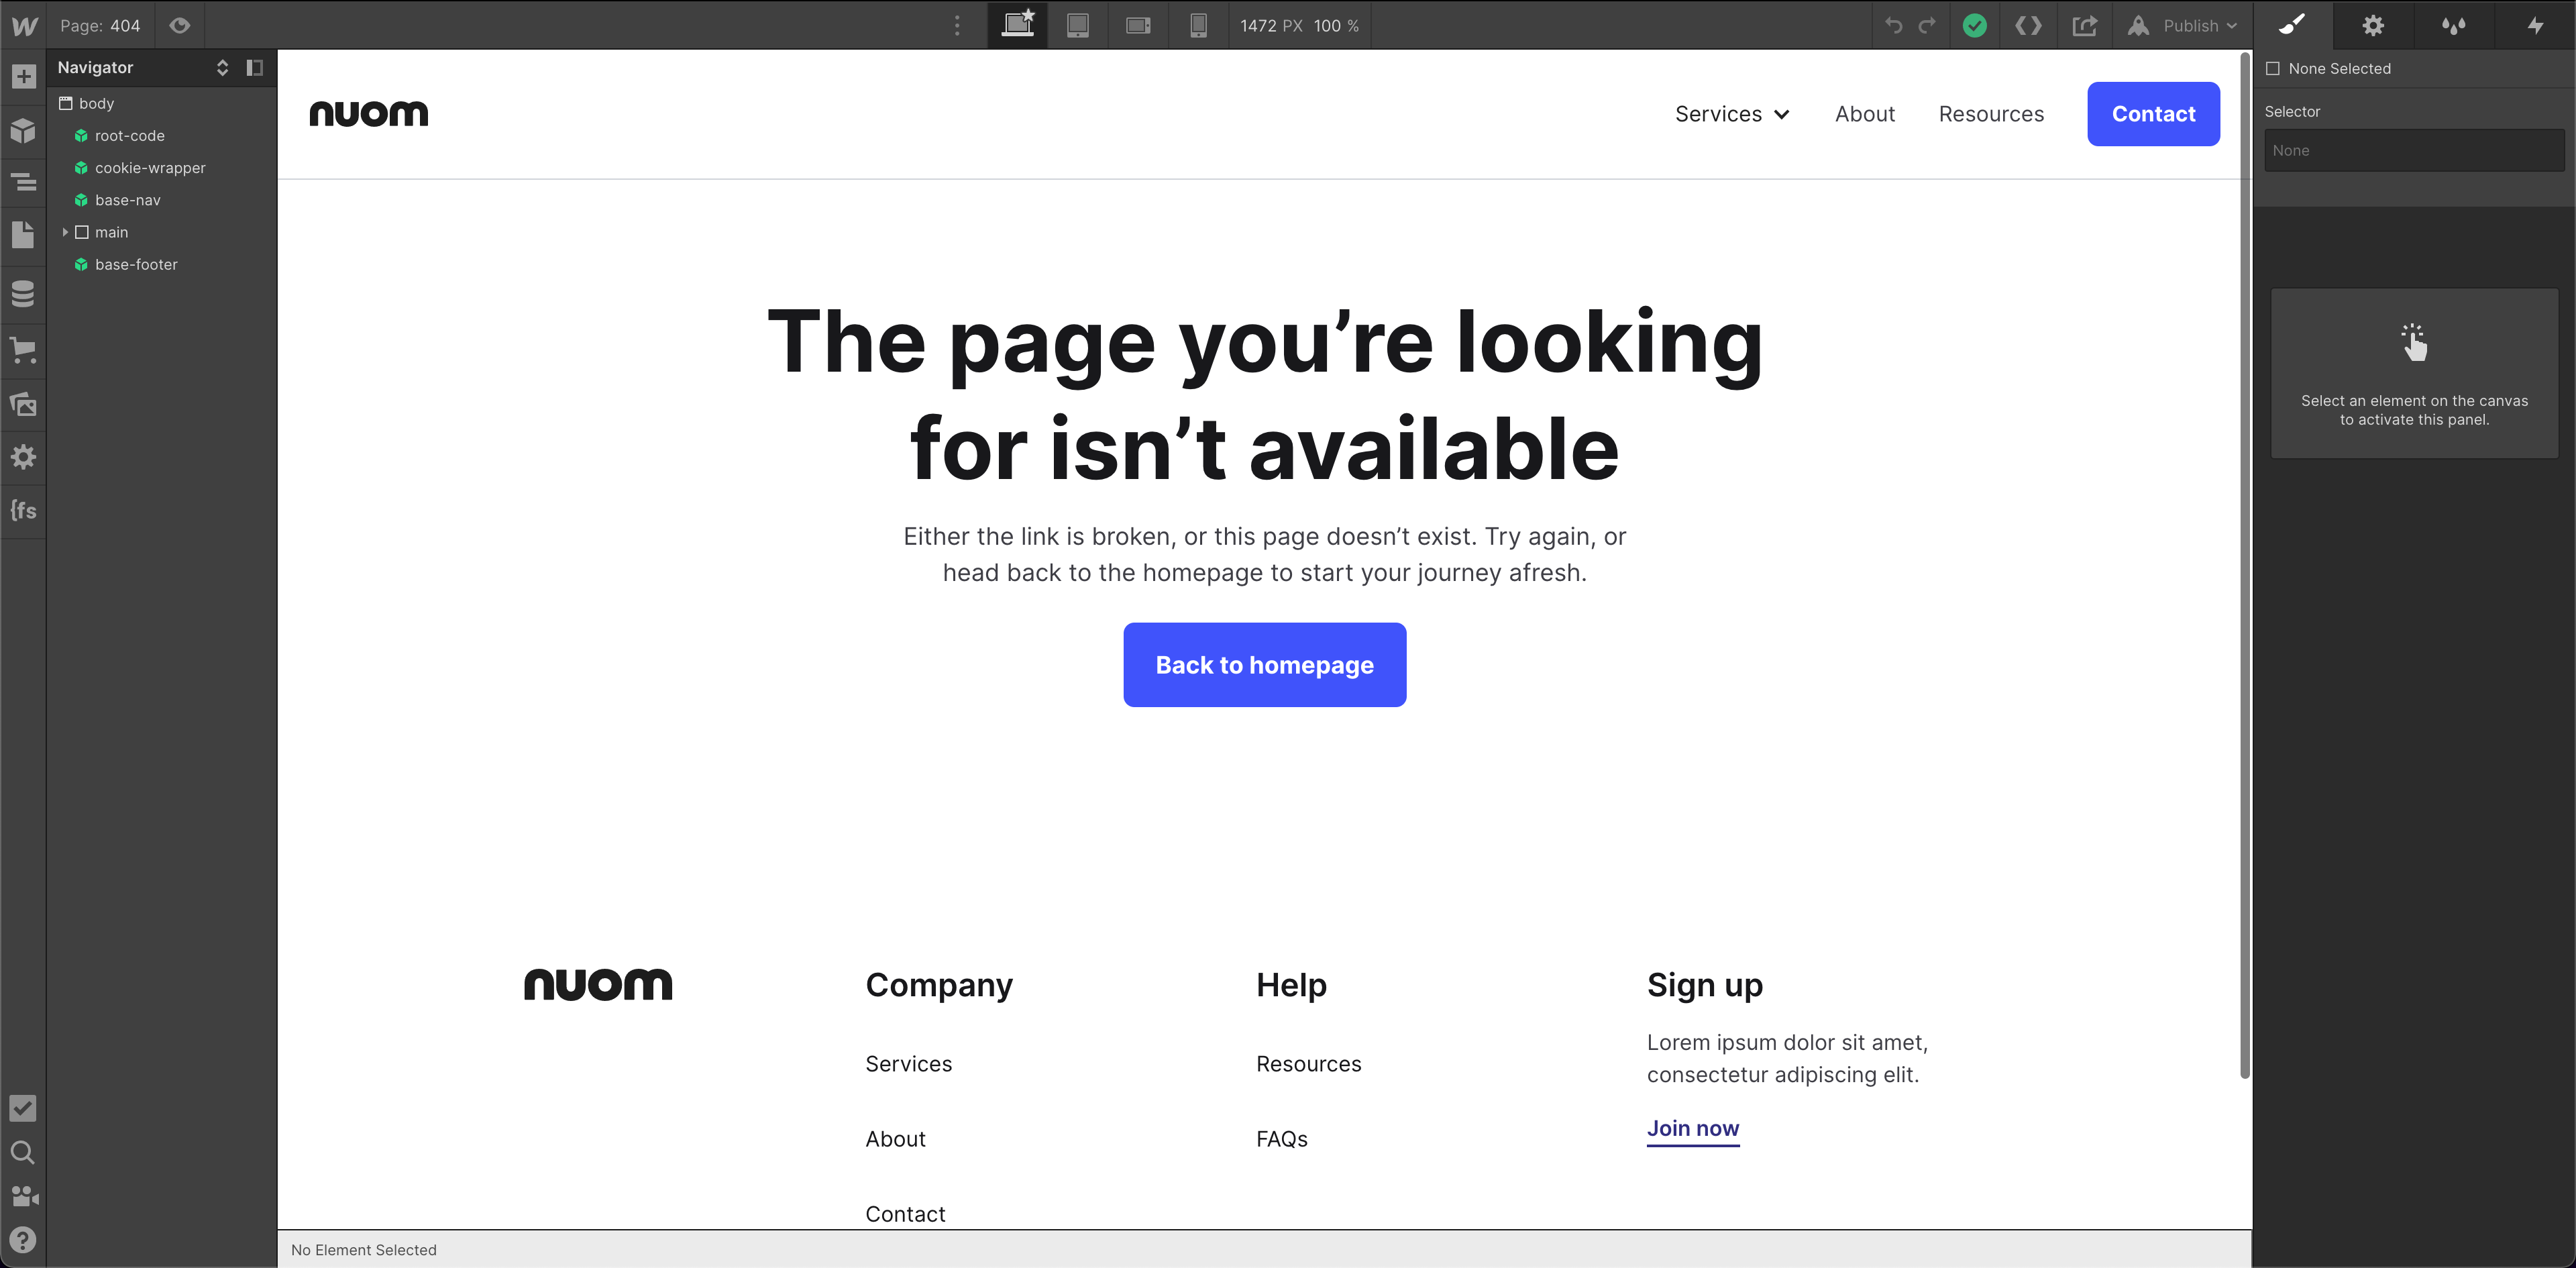 Page: 404
1472 PX 100 %
Publish
Navigator
body
root-code
cookie-wrapper
base-nav
main
base-footer
{fs
nuom
Services
About
Resources
Contact
The page you’re looking
for isn’t available
Either the link is broken, or this page doesn’t exist. Try again, or
head back to the homepage to start your journey afresh.
Back to homepage
nuom
Company
Services
About
Contact
Help
Resources
FAQs
Sign up
Lorem ipsum dolor sit amet,
consectetur adipiscing elit.
Join now
No Element Selected
None Selected
Selector
None
Select an element on the canvas
to activate this panel.